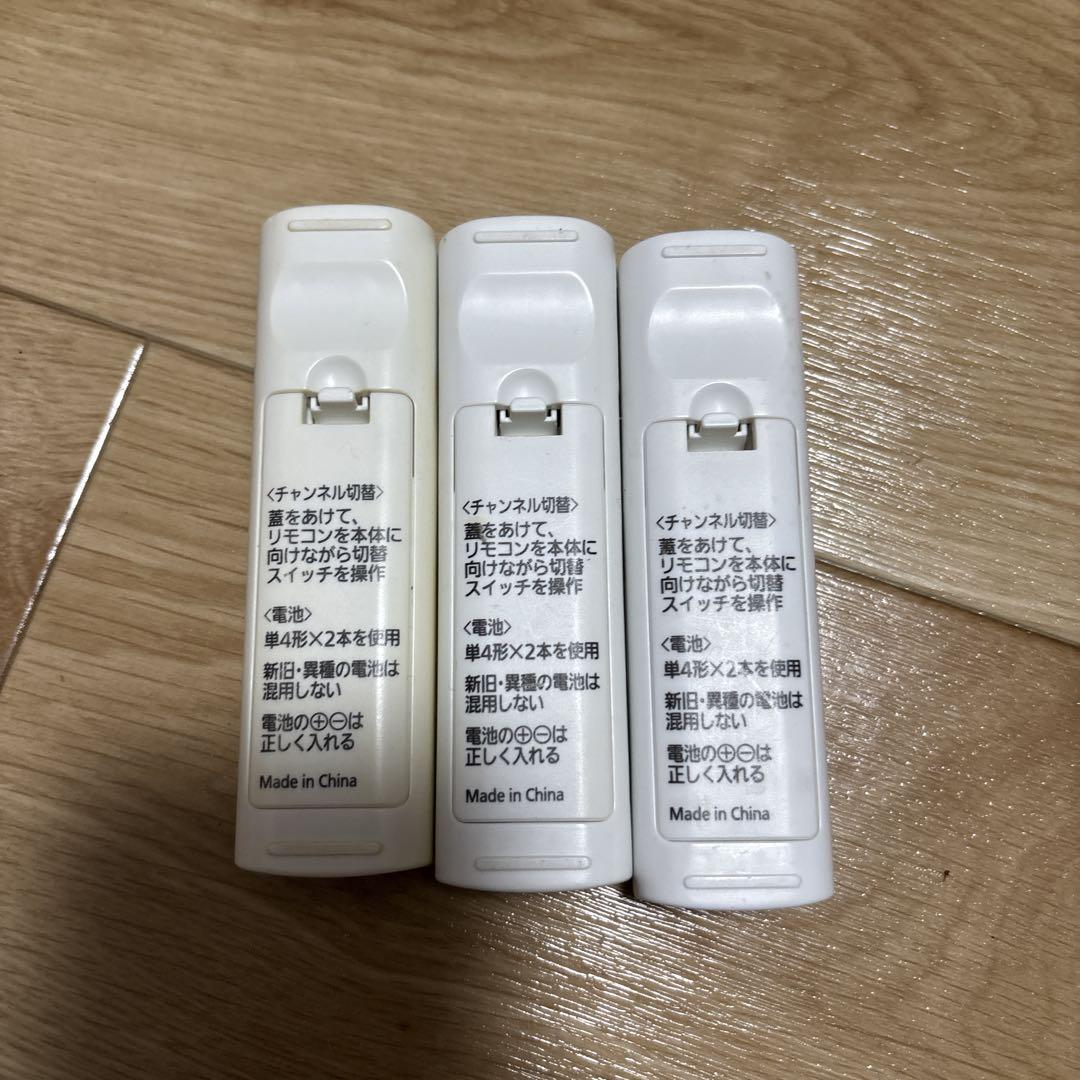 〈チャンネル切替〉
蓋をあけて、
リモコンを本体に
向けながら切替
スイッチを操作
〈電池〉
単4形×2本を使用
新旧・異種の電池は
混用しない
電池の⊕⊖は
正しく入れる
Made in China
〈チャンネル切替〉
蓋をあけて、
リモコンを本体に
向けながら切替
スイッチを操作
〈電池〉
単4形×2本を使用
新旧・異種の電池は
混用しない
電池の⊕⊖は
正しく入れる
Made in China
〈チャンネル切替〉
蓋をあけて、
リモコンを本体に
向けながら切替
スイッチを操作
〈電池〉
単4形×2本を使用
新旧・異種の電池は
混用しない
電池の⊕⊖は
正しく入れる
Made in China